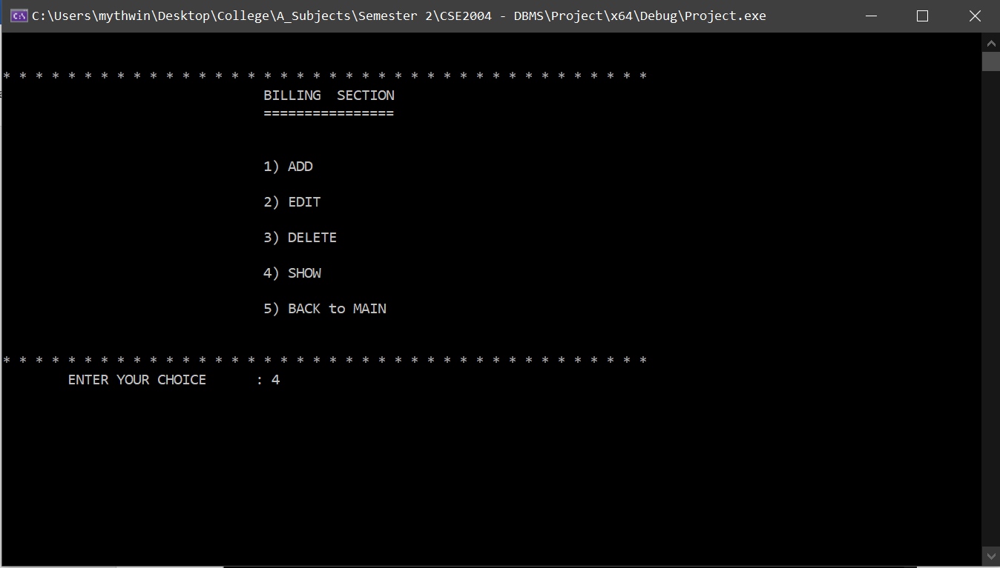 C:\Users\mythwin\Desktop\College\A_Subjects\Semester 2\CSE2004 - DBMS\Project\x64\Debug\Project.exe
* * * * * * * * * * * * * * * * * * * * * * * * * * * * * * * * * * * * * * * *
BILLING  SECTION
================
1) ADD
2) EDIT
3) DELETE
4) SHOW
5) BACK to MAIN
* * * * * * * * * * * * * * * * * * * * * * * * * * * * * * * * * * * * * * * *
ENTER YOUR CHOICE      : 4